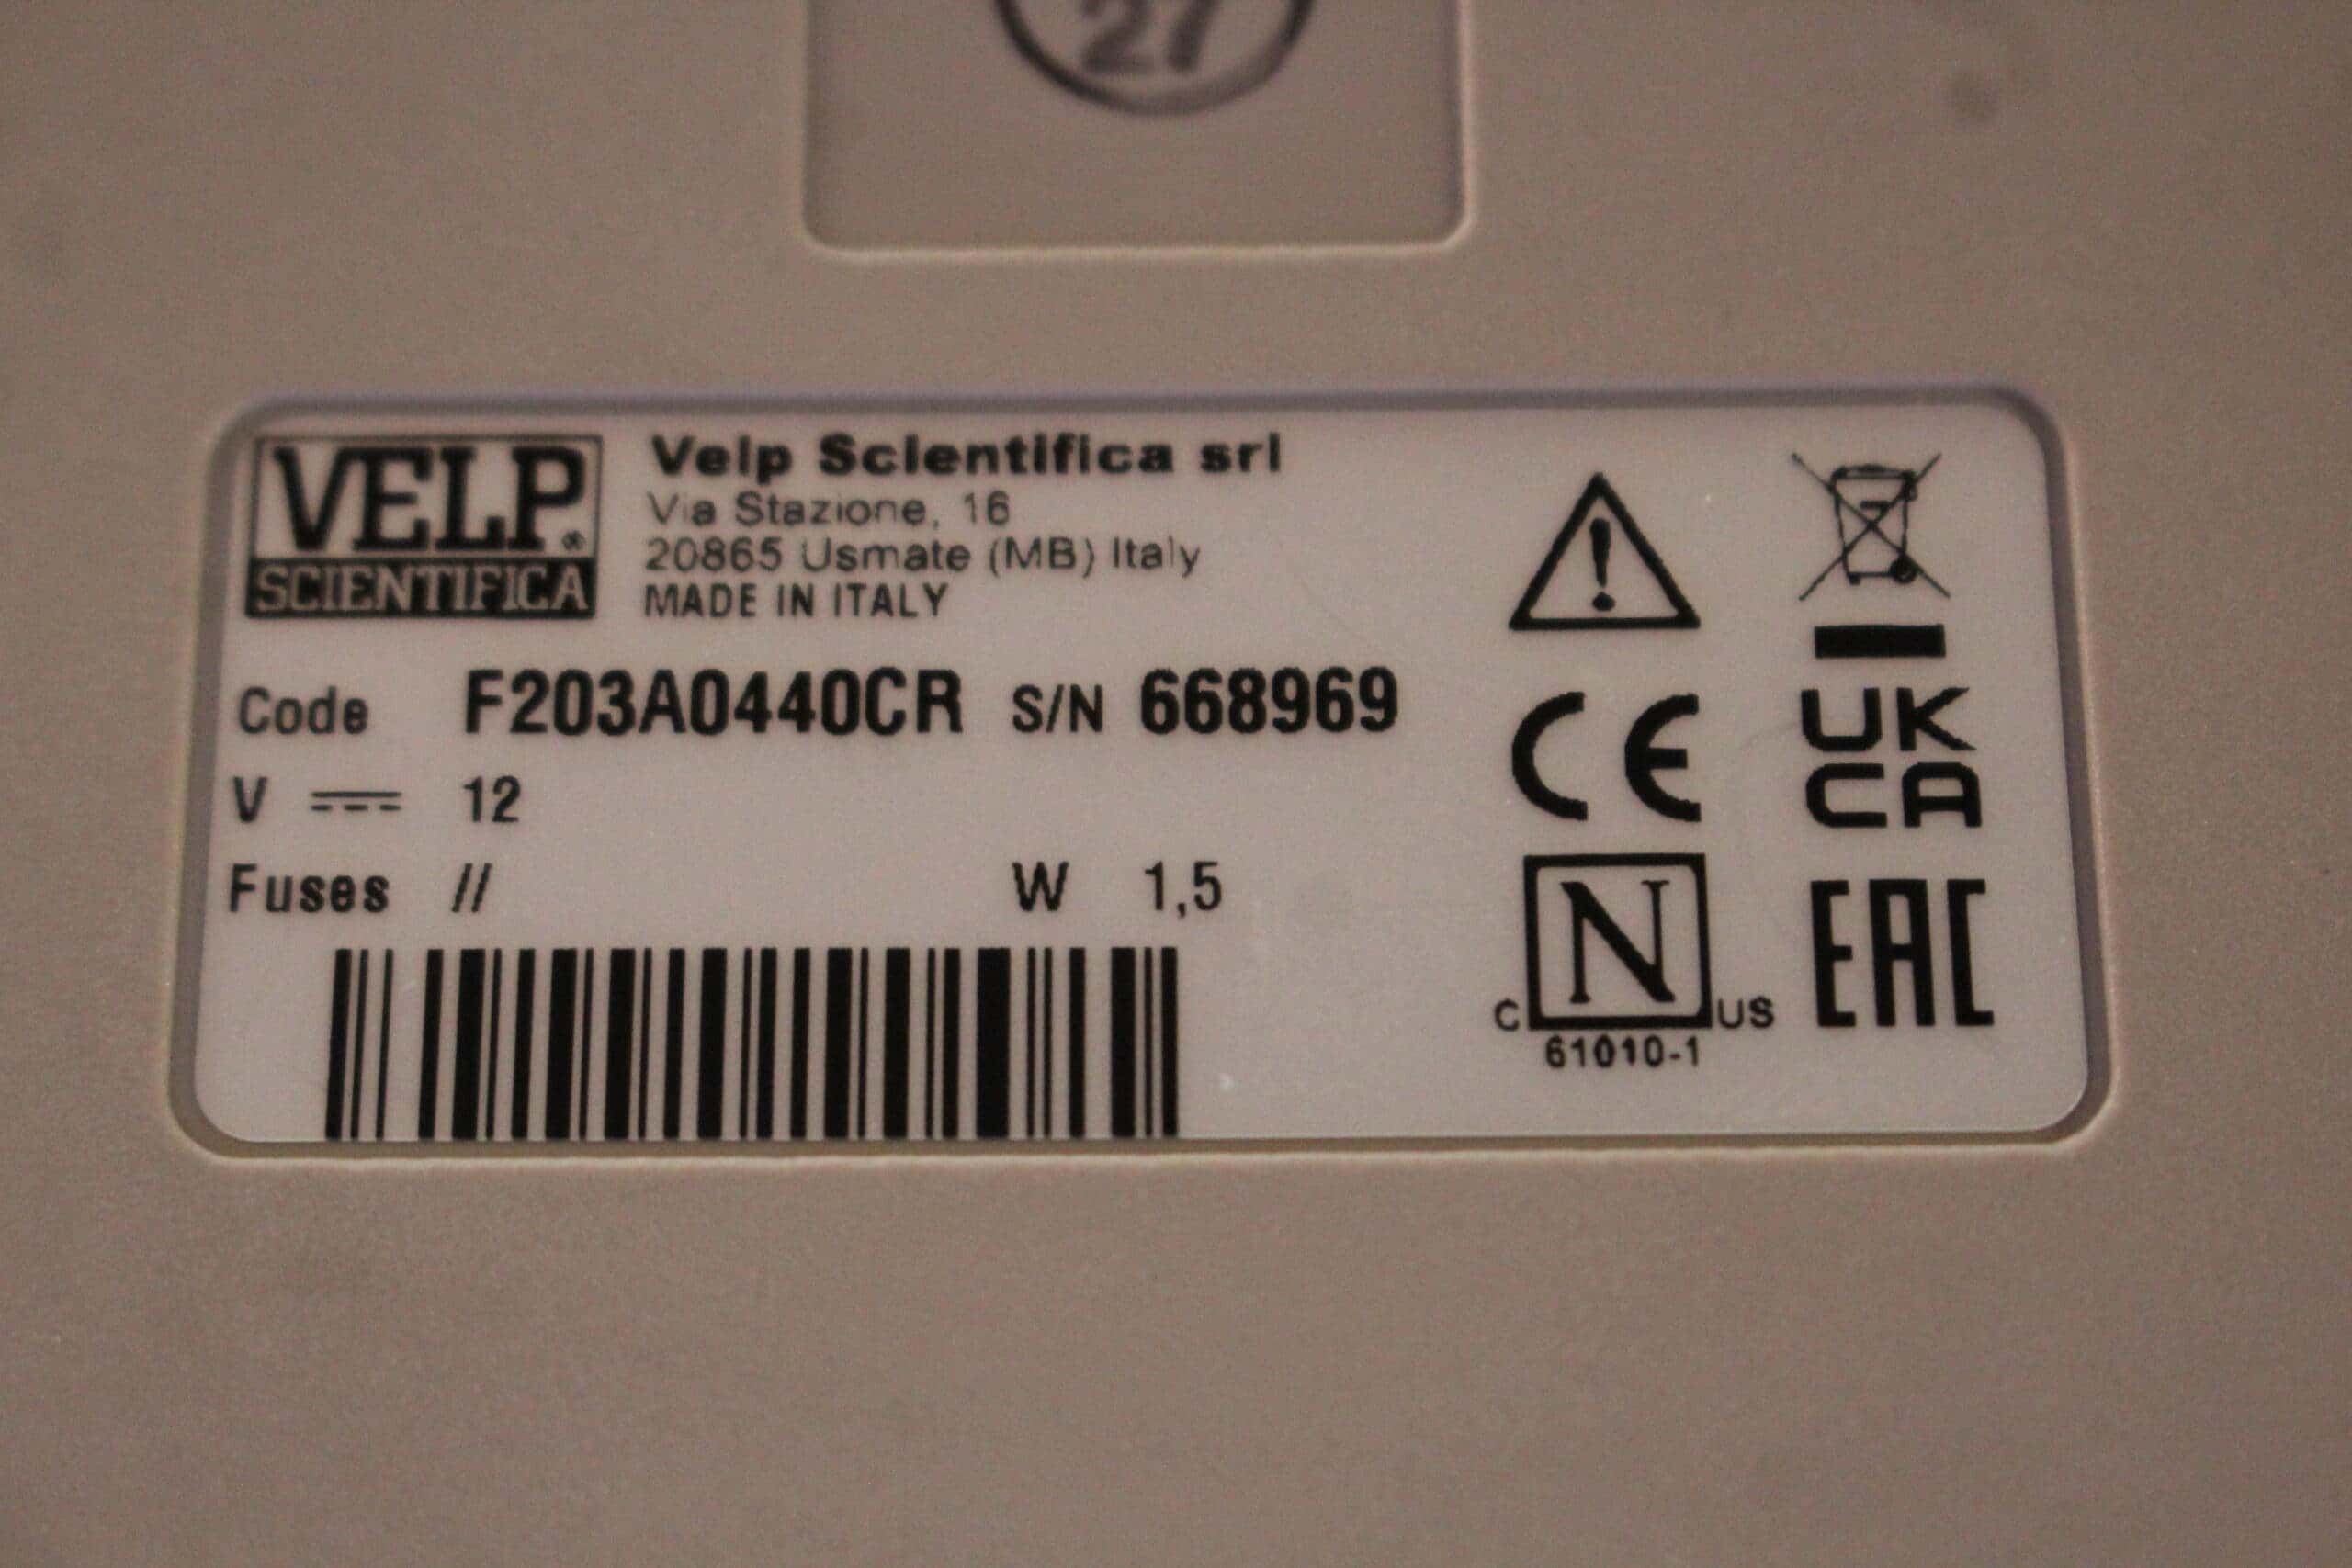 27
VELP®
SCIENTIFICA
Velp Scientifica srl
Via Stazione, 16
20865 Usmate (MB) Italy
MADE IN ITALY
Code F203A0440CR S/N 668969
V 12
Fuses // W 1,5
CE
UK
CA
N
C US
61010-1
EAC